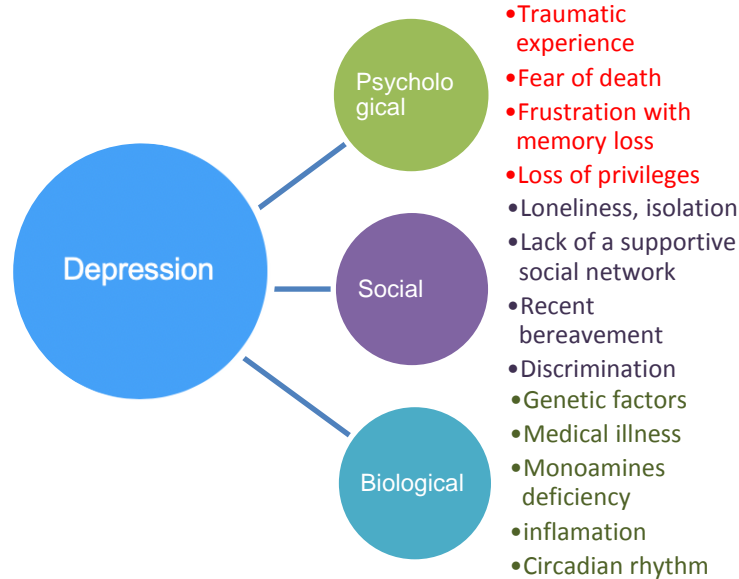 Depression
Psycholo
gical
•Traumatic
experience
•Fear of death
•Frustration with
memory loss
•Loss of privileges
Social
•Loneliness, isolation
•Lack of a supportive
social network
•Recent
bereavement
•Discrimination
Biological
•Genetic factors
•Medical illness
•Monoamines
deficiency
•inflamation
•Circadian rhythm